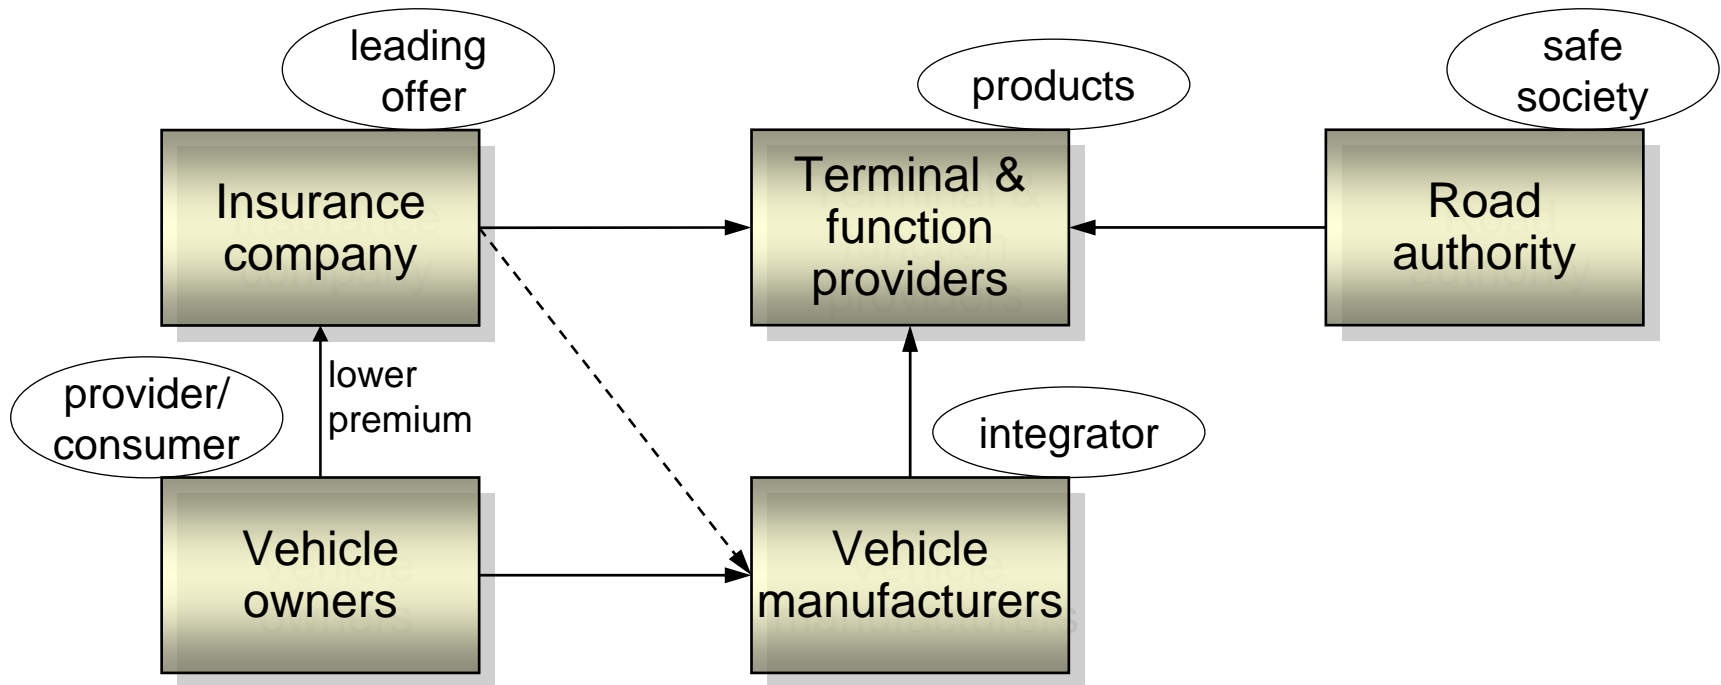 leading
offer
products
safe
society
Insurance
company
Terminal &
function
providers
Road
authority
provider/
consumer
lower
premium
integrator
Vehicle
owners
Vehicle
manufacturers